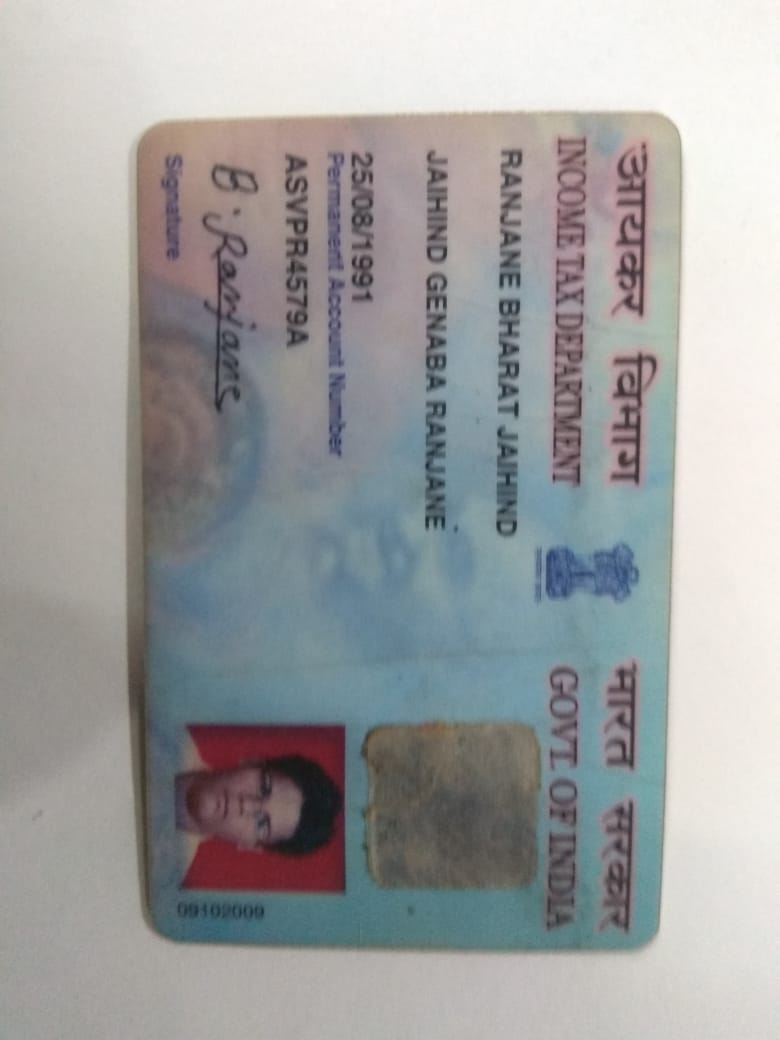 आयकर विभाग
INCOME TAX DEPARTMENT
भारत सरकार
GOVT. OF INDIA
RANJANE BHARAT JAIHIND
JAIHIND GENABA RANJANE
25/08/1991
Permanent Account Number
ASVPR4579A
B. Ranjane
Signature
09102009